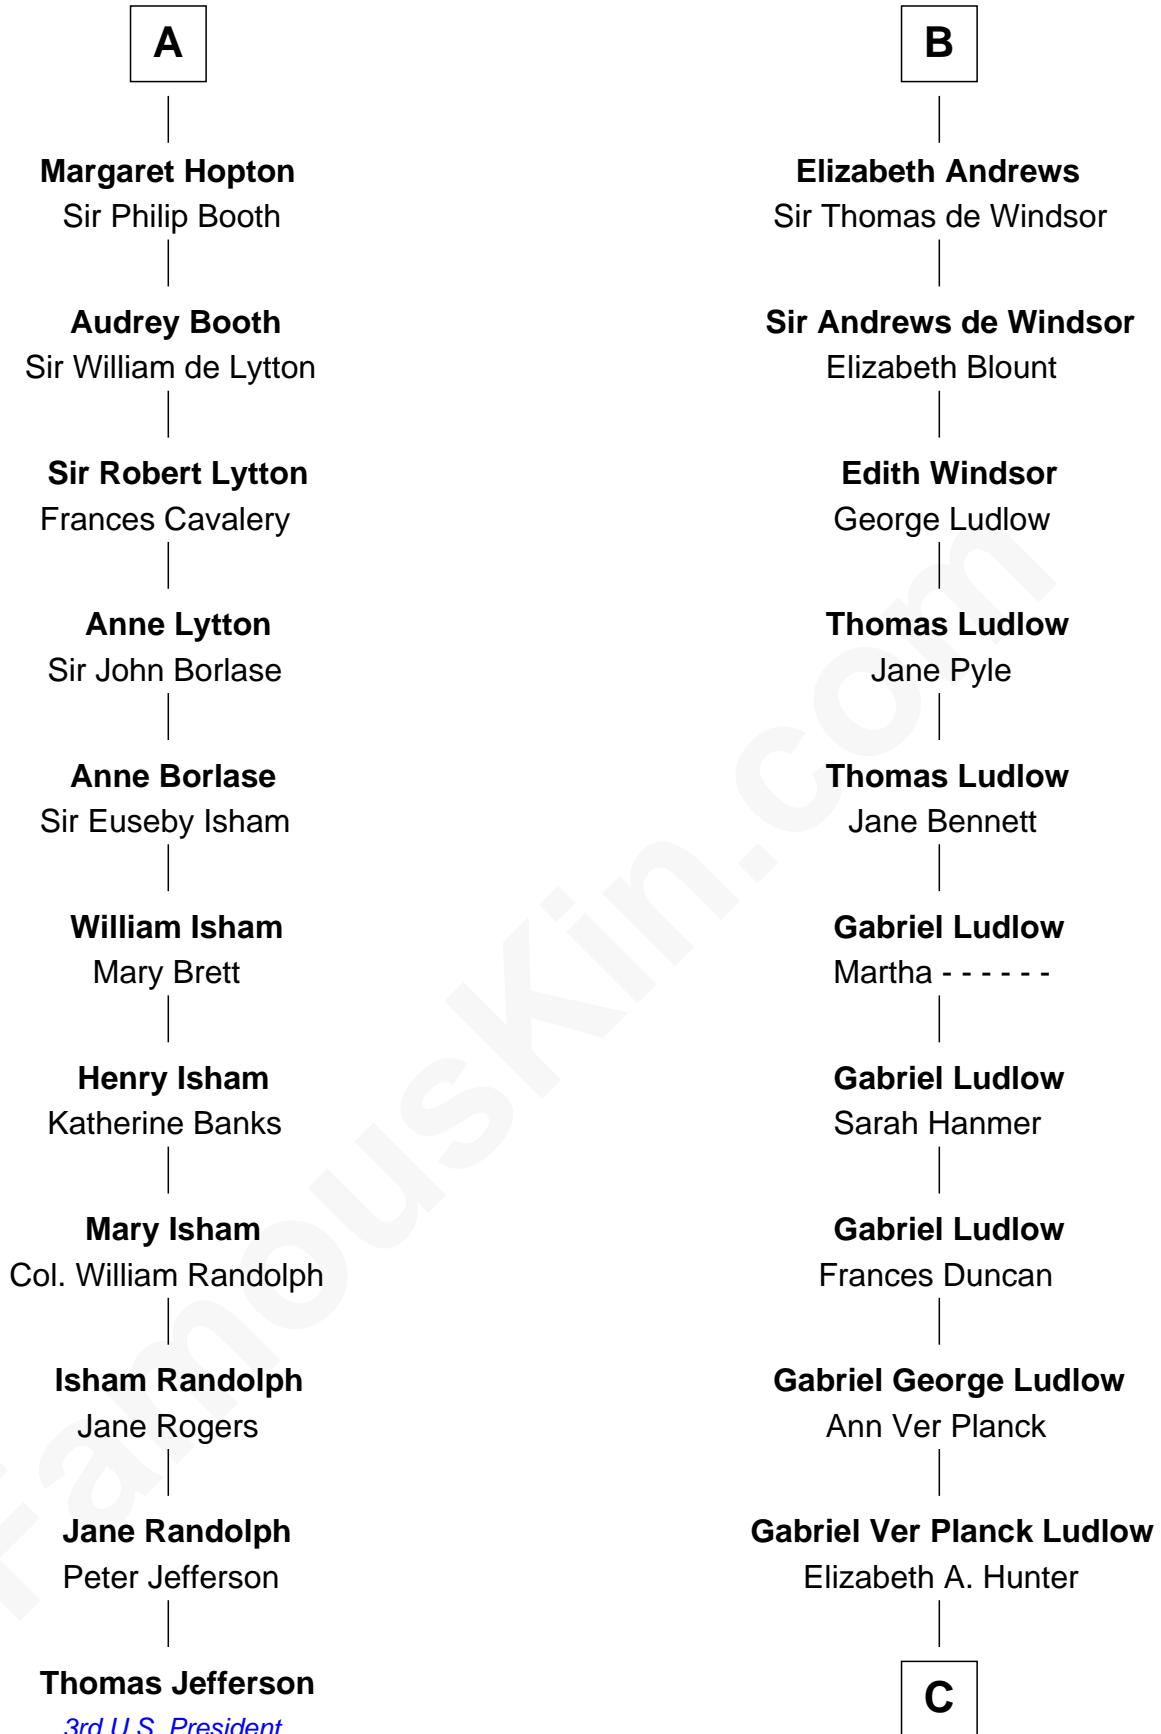 A
Margaret Hopton
Sir Philip Booth
Audrey Booth
Sir William de Lytton
Sir Robert Lytton
Frances Cavalery
Anne Lytton
Sir John Borlase
Anne Borlase
Sir Euseby Isham
William Isham
Mary Brett
Henry Isham
Katherine Banks
Mary Isham
Col. William Randolph
Isham Randolph
Jane Rogers
Jane Randolph
Peter Jefferson
Thomas Jefferson
3rd U.S. President
B
Elizabeth Andrews
Sir Thomas de Windsor
Sir Andrews de Windsor
Elizabeth Blount
Edith Windsor
George Ludlow
Thomas Ludlow
Jane Pyle
Thomas Ludlow
Jane Bennett
Gabriel Ludlow
Martha - - - - - -
Gabriel Ludlow
Sarah Hanmer
Gabriel Ludlow
Frances Duncan
Gabriel George Ludlow
Ann Ver Planck
Gabriel Ver Planck Ludlow
Elizabeth A. Hunter
C
FamousKin.com